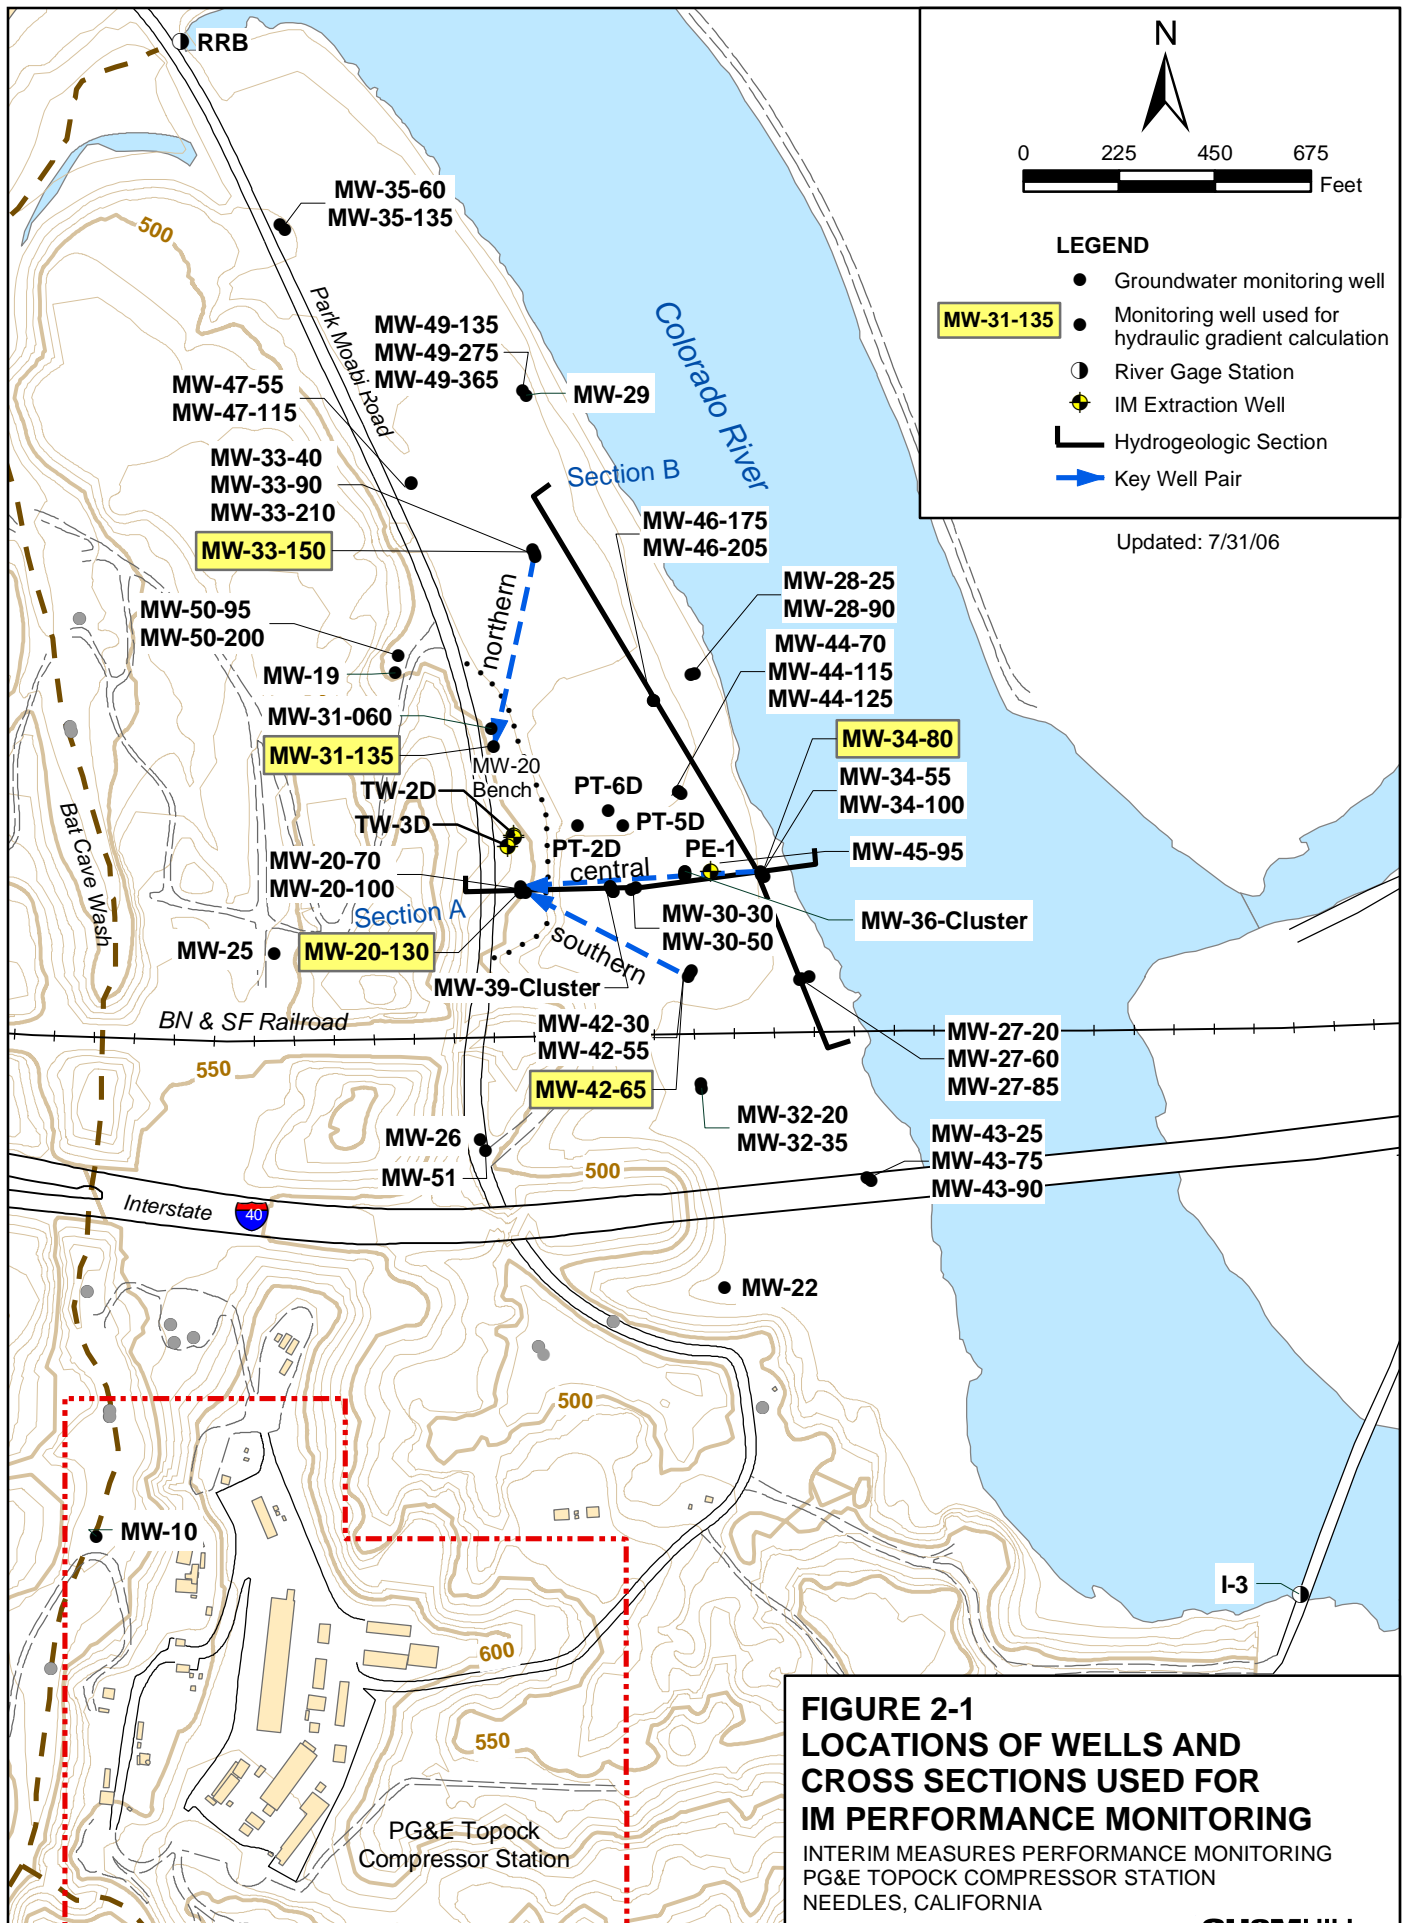 RRB
N
0 225 450 675
Feet
LEGEND
Groundwater monitoring well
MW-31-135
Monitoring well used for
hydraulic gradient calculation
River Gage Station
IM Extraction Well
Hydrogeologic Section
Key Well Pair
Updated: 7/31/06
MW-35-60
MW-35-135
500
Park Moabi Road
Colorado River
MW-49-135
MW-49-275
MW-49-365
MW-29
MW-47-55
MW-47-115
MW-33-40
MW-33-90
MW-33-210
MW-33-150
Section B
MW-46-175
MW-46-205
northern
MW-28-25
MW-28-90
MW-50-95
MW-50-200
MW-19
MW-44-70
MW-44-115
MW-44-125
MW-31-060
MW-31-135
MW-34-80
MW-20
Bench
MW-34-55
MW-34-100
TW-2D
TW-3D
PT-6D
PT-5D
PT-2D
PE-1
MW-45-95
central
MW-20-70
MW-20-100
Section A
MW-20-130
MW-30-30
MW-30-50
MW-36-Cluster
Bat Cave Wash
MW-25
southern
MW-39-Cluster
BN & SF Railroad
MW-42-30
MW-42-55
MW-42-65
MW-27-20
MW-27-60
MW-27-85
550
MW-32-20
MW-32-35
MW-26
MW-51
MW-43-25
MW-43-75
MW-43-90
500
Interstate
40
MW-22
500
MW-10
I-3
600
550
PG&E Topock
Compressor Station
FIGURE 2-1
LOCATIONS OF WELLS AND
CROSS SECTIONS USED FOR
IM PERFORMANCE MONITORING
INTERIM MEASURES PERFORMANCE MONITORING
PG&E TOPOCK COMPRESSOR STATION
NEEDLES, CALIFORNIA